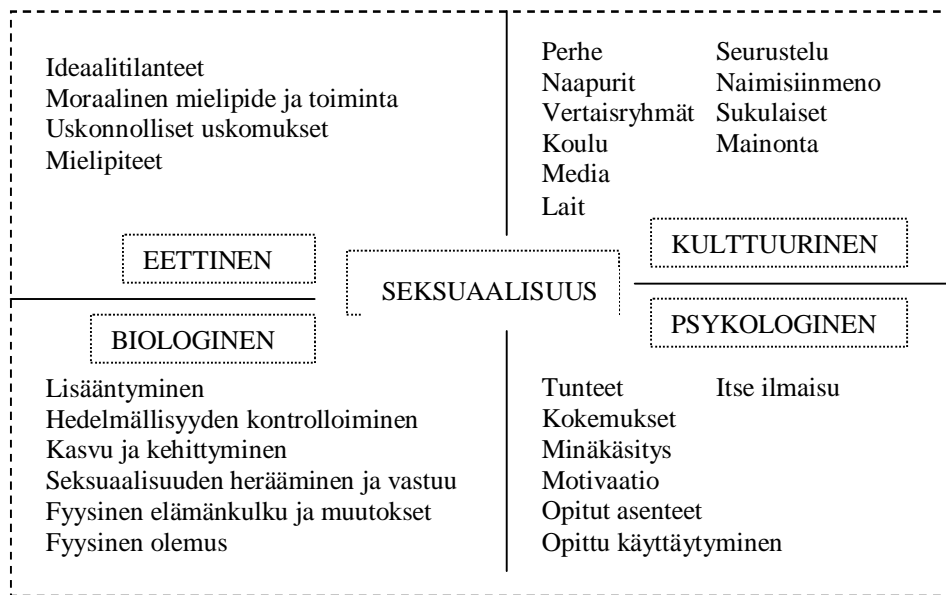 Ideaalitilanteet
Moraalinen mielipide ja toiminta
Uskonnolliset uskomukset
Mielipiteet
EETTINEN
Perhe Seurustelu
Naapurit Naimisiinmeno
Vertaisryhmät Sukulaiset
Koulu Mainonta
Media
Lait
KULTTUURINEN
SEKSUAALISUUS
BIOLOGINEN
Lisääntyminen
Hedelmällisyyden kontrolloiminen
Kasvu ja kehittyminen
Seksuaalisuuden herääminen ja vastuu
Fyysinen elämänkulku ja muutokset
Fyysinen olemus
PSYKOLOGINEN
Tunteet Itse ilmaisu
Kokemukset
Minäkäsitys
Motivaatio
Opitut asenteet
Opittu käyttäytyminen